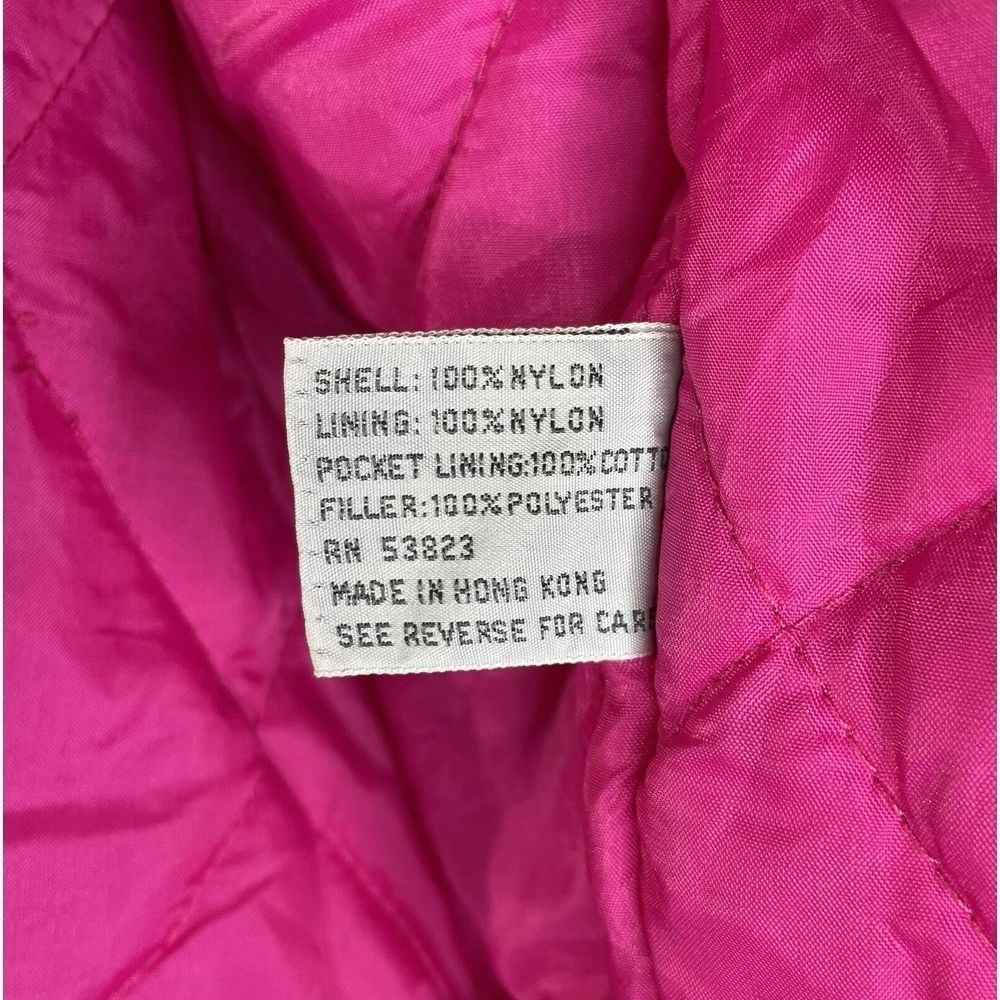 SHELL: 100% NYLON
LINING: 100% NYLON
POCKET LINING:100% COTTO
FILLER:100% POLYESTER
RN 53823
MADE IN HONG KONG
SEE REVERSE FOR CARE